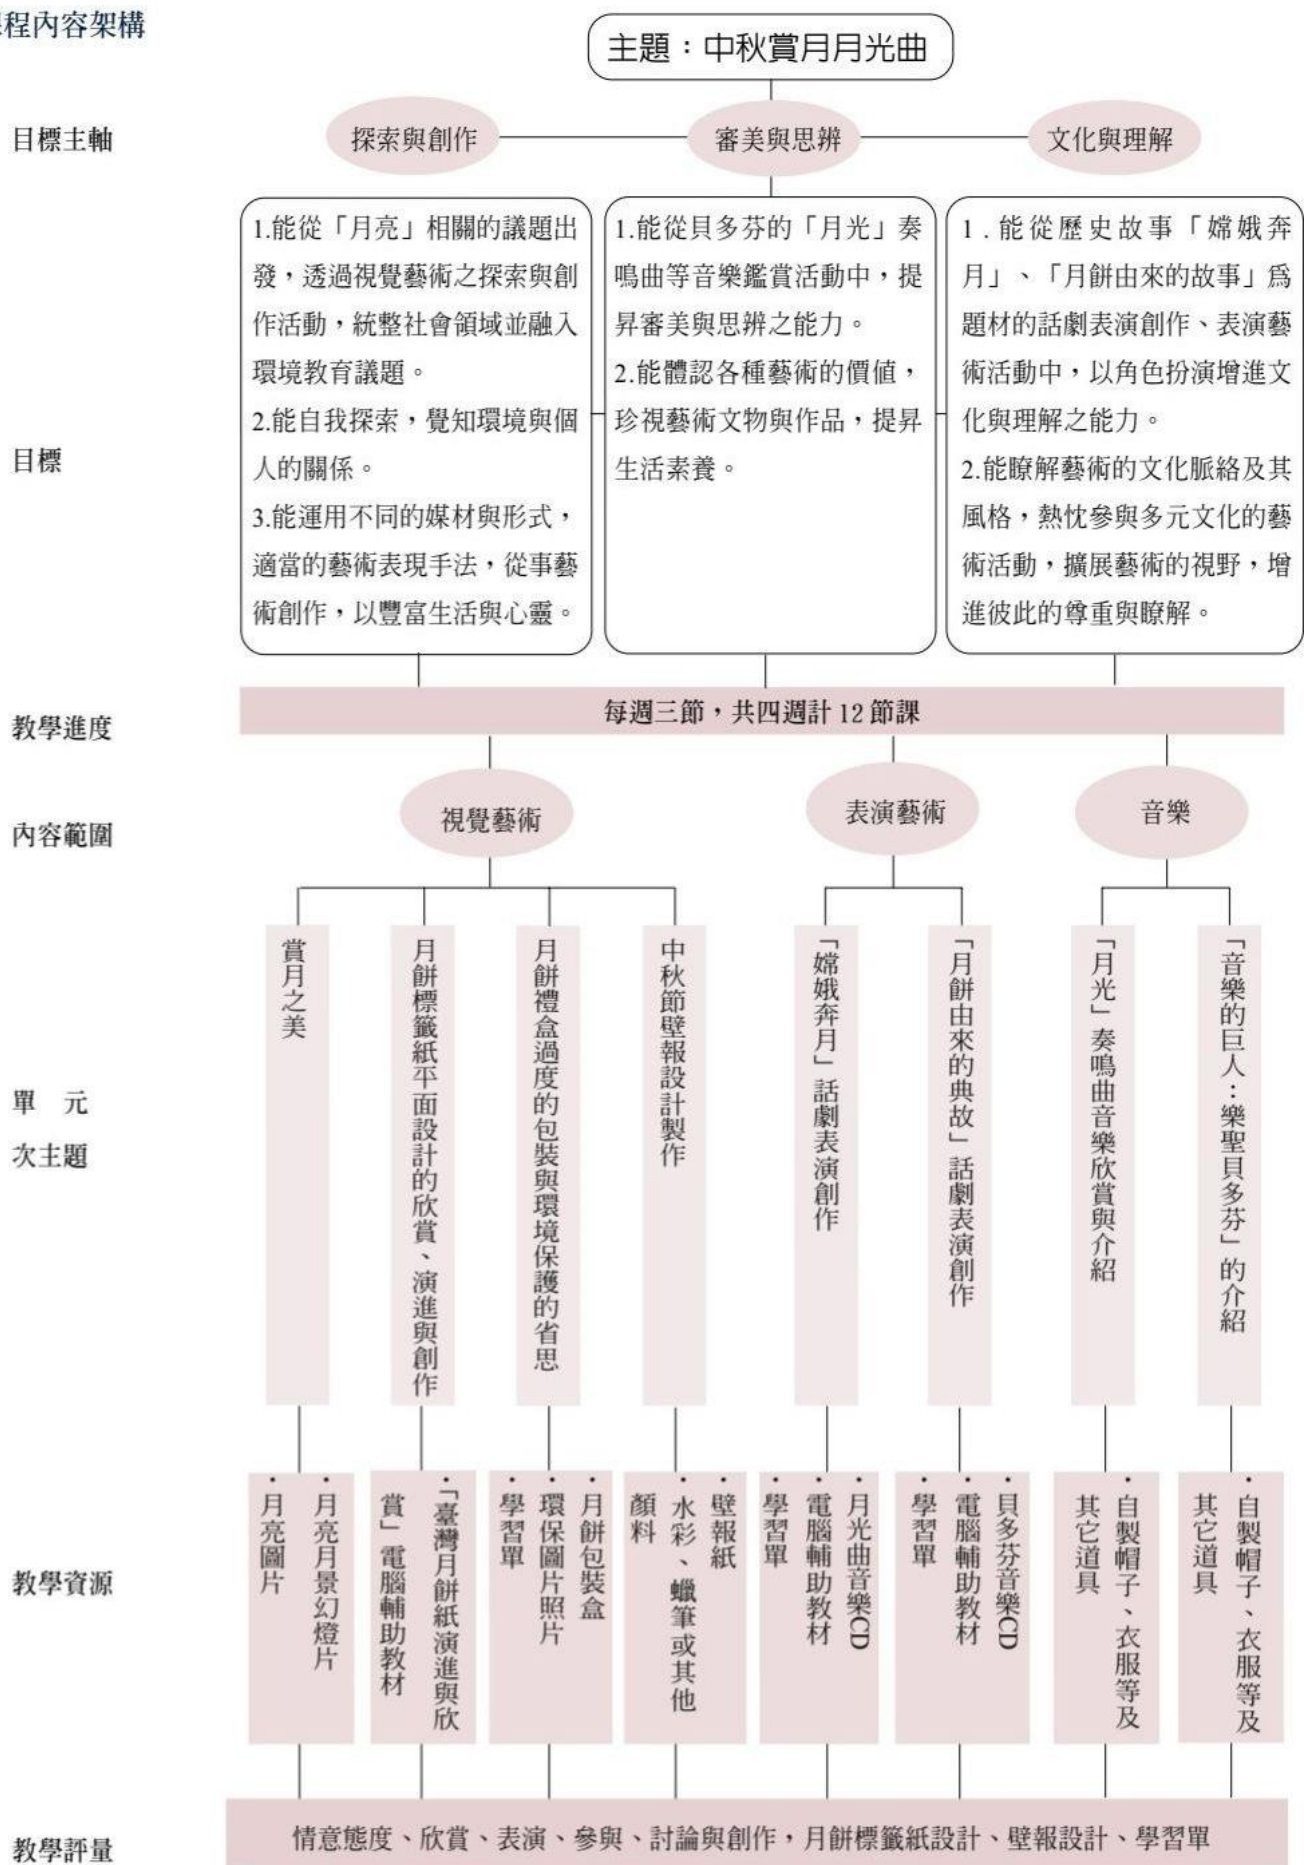 程內容架構
主題：中秋賞月月光曲
目標主軸
探索與創作
審美與思辨
文化與理解
目標
1.能從「月亮」相關的議題出
發，透過視覺藝術之探索與創
作活動，統整社會領域並融入
環境教育議題。
2.能自我探索，覺知環境與個
人的關係。
3.能運用不同的媒材與形式，
適當的藝術表現手法，從事藝
術創作，以豐富生活與心靈。
1.能從貝多芬的「月光」奏
鳴曲等音樂鑑賞活動中，提
昇審美與思辨之能力。
2.能體認各種藝術的價值，
珍視藝術文物與作品，提昇
生活素養。
1.能從歷史故事「嫦娥奔
月」、「月餅由來的故事」為
題材的話劇表演創作、表演藝
術活動中，以角色扮演增進文
化與理解之能力。
2.能瞭解藝術的文化脈絡及其
風格，熱忱參與多元文化的藝
術活動，擴展藝術的視野，增
進彼此的尊重與瞭解。
教學進度
每週三節，共四週計 12 節課
內容範圍
視覺藝術
表演藝術
音樂
單　元
次主題
賞月之美
月餅標籤紙平面設計的欣賞、演進與創作
月餅禮盒過度的包裝與環境保護的省思
中秋節壁報設計製作
「嫦娥奔月」話劇表演創作
「月餅由來的典故」話劇表演創作
「月光」奏鳴曲音樂欣賞與介紹
「音樂的巨人：樂聖貝多芬」的介紹
教學資源
・月亮月景幻燈片
・月亮圖片
・「臺灣月餅紙演進與欣
賞」電腦輔助教材
・月餅包裝盒
・環保圖片照片
・學習單
・壁報紙
・水彩、蠟筆或其他
顏料
・月光曲音樂CD
・電腦輔助教材
・學習單
・貝多芬音樂CD
・電腦輔助教材
・學習單
・自製帽子、衣服等及
其它道具
・自製帽子、衣服等及
其它道具
教學評量
情意態度、欣賞、表演、參與、討論與創作，月餅標籤紙設計、壁報設計、學習單